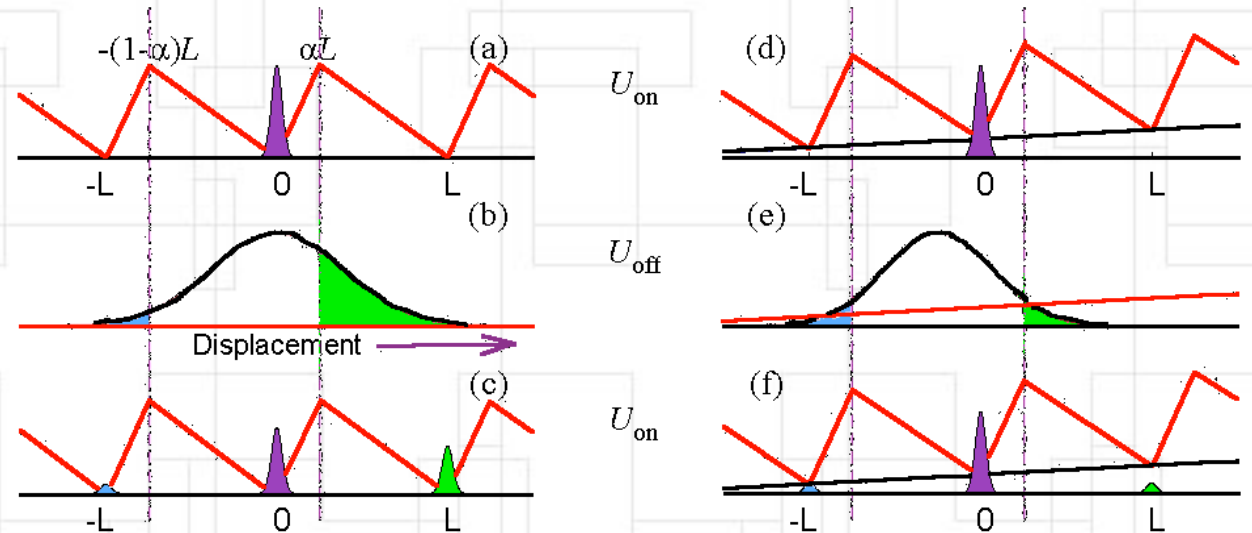 -(1-α)L αL (a)
-L 0 L
(b)
Displacement
(c)
-L 0 L
U_on
U_off
U_on
(d)
-L 0 L
(e)
(f)
-L 0 L